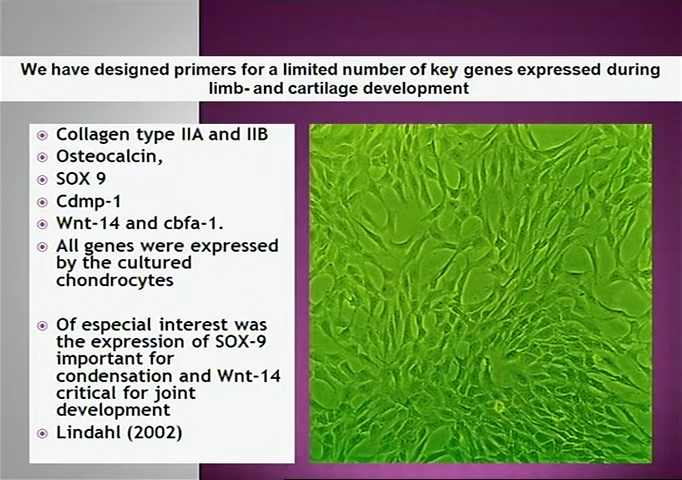 We have designed primers for a limited number of key genes expressed during
limb- and cartilage development
Collagen type IIA and IIB
Osteocalcin,
SOX 9
Cdmp-1
Wnt-14 and cbfa-1.
All genes were expressed
by the cultured
chondrocytes
Of especial interest was
the expression of SOX-9
important for
condensation and Wnt-14
critical for joint
development
Lindahl (2002)